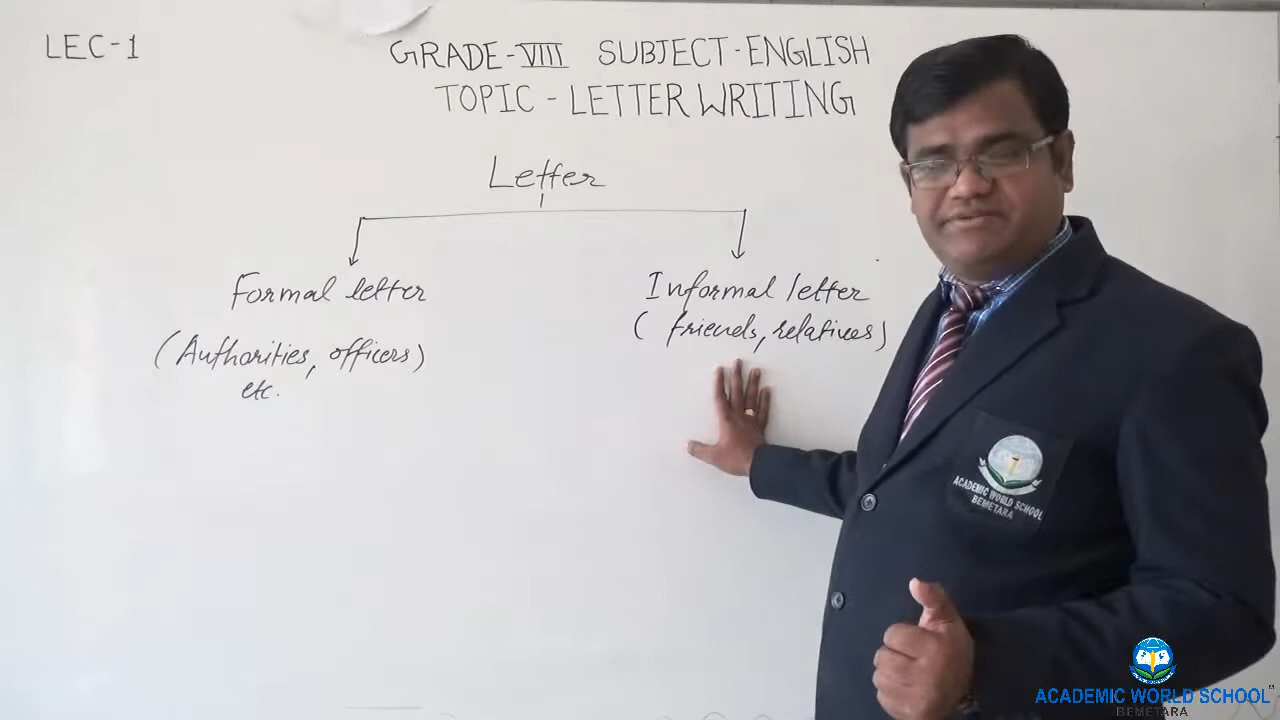 LEC-1
GRADE-VIII SUBJECT-ENGLISH
TOPIC - LETTER WRITING
Letter
Formal letter
(Authorities, officers)
etc.
Informal letter
(friends, relatives)
ACADEMIC WORLD SCHOOL
BEMETARA
ACADEMIC WORLD SCHOOL™
BEMETARA